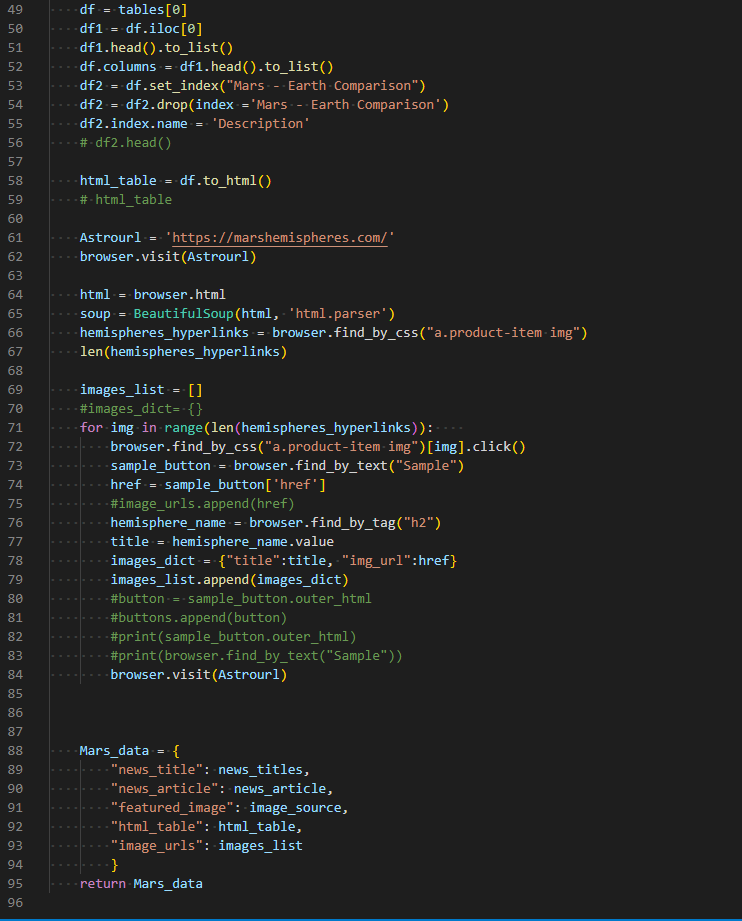 49 df = tables[0]
50 df1 = df.iloc[0]
51 df1.head().to_list()
52 df.columns = df1.head().to_list()
53 df2 = df.set_index("Mars - Earth Comparison")
54 df2 = df2.drop(index ='Mars - Earth Comparison')
55 df2.index.name = 'Description'
56 # df2.head()
57
58 html_table = df.to_html()
59 # html_table
60
61 Astrourl = 'https://marshemispheres.com/'
62 browser.visit(Astrourl)
63
64 html = browser.html
65 soup = BeautifulSoup(html, 'html.parser')
66 hemispheres_hyperlinks = browser.find_by_css("a.product-item img")
67 len(hemispheres_hyperlinks)
68
69 images_list = []
70 #images_dict= {}
71 for img in range(len(hemispheres_hyperlinks)):
72 browser.find_by_css("a.product-item img")[img].click()
73 sample_button = browser.find_by_text("Sample")
74 href = sample_button['href']
75 #image_urls.append(href)
76 hemisphere_name = browser.find_by_tag("h2")
77 title = hemisphere_name.value
78 images_dict = {"title":title, "img_url":href}
79 images_list.append(images_dict)
80 #button = sample_button.outer_html
81 #buttons.append(button)
82 #print(sample_button.outer_html)
83 #print(browser.find_by_text("Sample"))
84 browser.visit(Astrourl)
85
86
87
88 Mars_data = {
89 "news_title": news_titles,
90 "news_article": news_article,
91 "featured_image": image_source,
92 "html_table": html_table,
93 "image_urls": images_list
94 }
95 return Mars_data
96